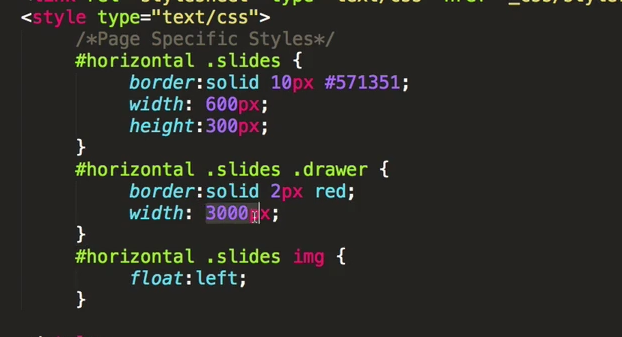 <style type="text/css">
/*Page Specific Styles*/
#horizontal .slides {
border:solid 10px #571351;
width: 600px;
height:300px;
}
#horizontal .slides .drawer {
border:solid 2px red;
width: 3000px;
}
#horizontal .slides img {
float:left;
}